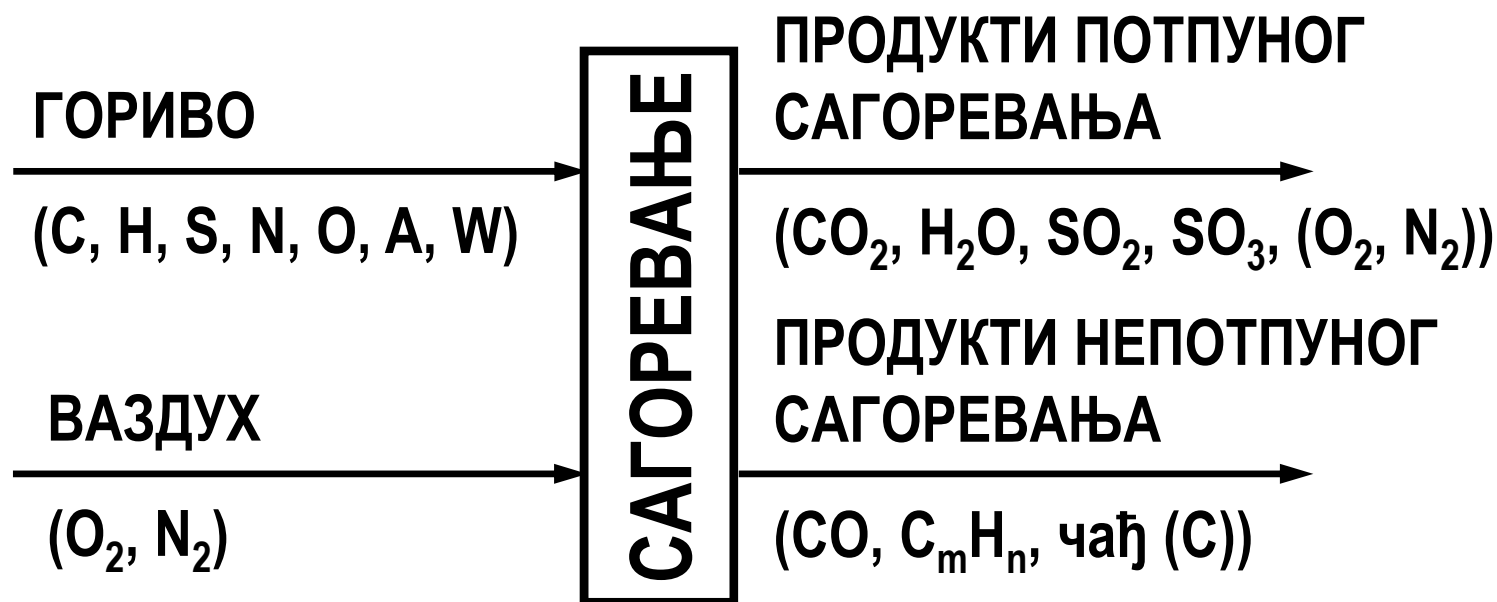 ГОРИВО
(C, H, S, N, O, A, W)
ВАЗДУХ
(O₂, N₂)
САГОРЕВАЊЕ
ПРОДУКТИ ПОТПУНОГ
САГОРЕВАЊА
(CO₂, H₂O, SO₂, SO₃, (O₂, N₂))
ПРОДУКТИ НЕПОТПУНОГ
САГОРЕВАЊА
(CO, CₘHₙ, чађ (C))